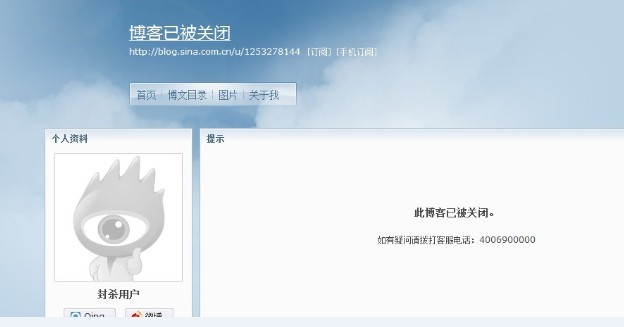 博客已被关闭
http://blog.sina.com.cn/u/1253278144 [订阅] [手机订阅]
首页 博文目录 图片 关于我
个人资料
提示
此博客已被关闭。
如有疑问请拨打客服电话：4006900000
封杀用户
Qing 微博